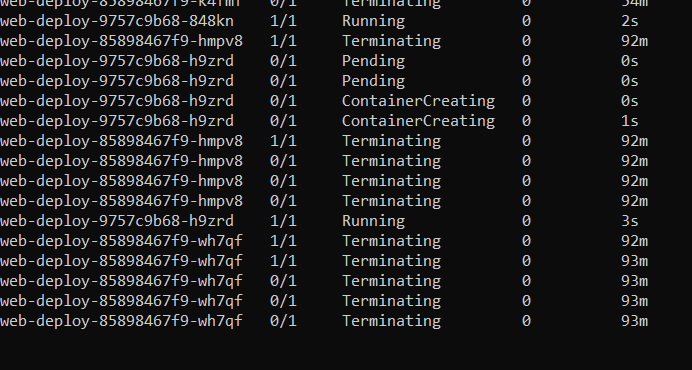 web-deploy-85898467f9-k4fmh 0/1 Terminating 0 54m
web-deploy-9757c9b68-848kn 1/1 Running 0 2s
web-deploy-85898467f9-hmpv8 1/1 Terminating 0 92m
web-deploy-9757c9b68-h9zrd 0/1 Pending 0 0s
web-deploy-9757c9b68-h9zrd 0/1 Pending 0 0s
web-deploy-9757c9b68-h9zrd 0/1 ContainerCreating 0 0s
web-deploy-9757c9b68-h9zrd 0/1 ContainerCreating 0 1s
web-deploy-85898467f9-hmpv8 1/1 Terminating 0 92m
web-deploy-85898467f9-hmpv8 0/1 Terminating 0 92m
web-deploy-85898467f9-hmpv8 0/1 Terminating 0 92m
web-deploy-85898467f9-hmpv8 0/1 Terminating 0 92m
web-deploy-9757c9b68-h9zrd 1/1 Running 0 3s
web-deploy-85898467f9-wh7qf 1/1 Terminating 0 92m
web-deploy-85898467f9-wh7qf 1/1 Terminating 0 93m
web-deploy-85898467f9-wh7qf 0/1 Terminating 0 93m
web-deploy-85898467f9-wh7qf 0/1 Terminating 0 93m
web-deploy-85898467f9-wh7qf 0/1 Terminating 0 93m